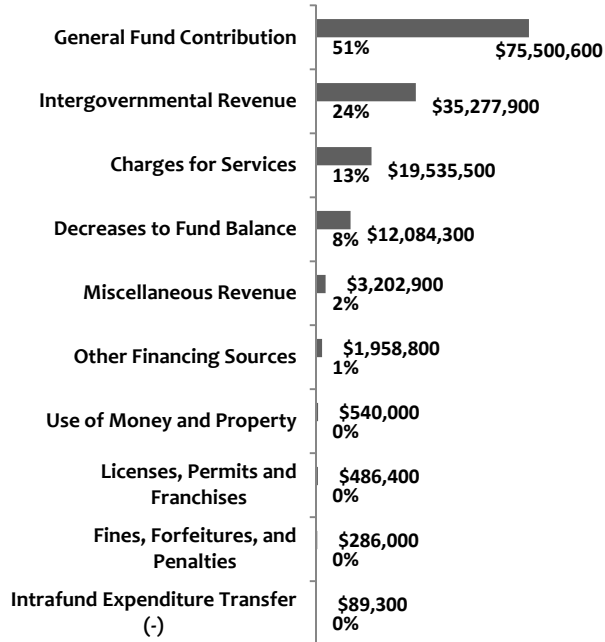 General Fund Contribution
51%
$75,500,600
Intergovernmental Revenue
24%
$35,277,900
Charges for Services
13%
$19,535,500
Decreases to Fund Balance
8%
$12,084,300
Miscellaneous Revenue
$3,202,900
2%
Other Financing Sources
$1,958,800
1%
Use of Money and Property
$540,000
0%
Licenses, Permits and
Franchises
$486,400
0%
Fines, Forfeitures, and
Penalties
$286,000
0%
Intrafund Expenditure Transfer
(-)
$89,300
0%